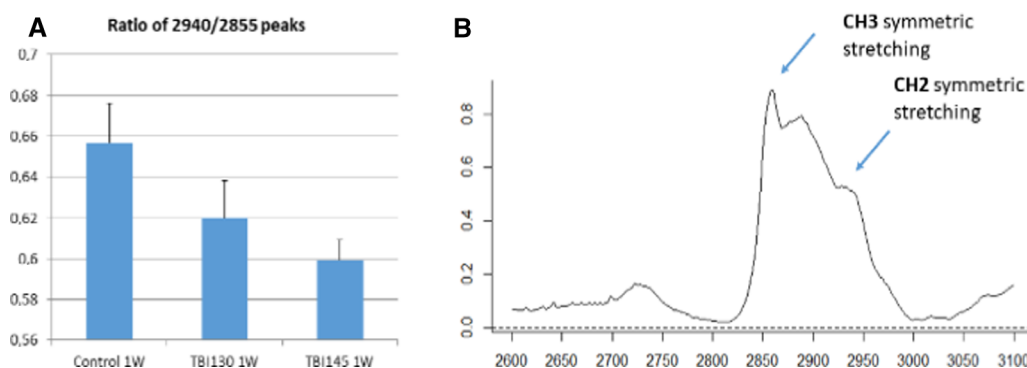 A
Ratio of 2940/2855 peaks
0,7
0,68
0,66
0,64
0,62
0,6
0,58
0,56
Control 1W TBI130 1W TBI145 1W
B
CH3 symmetric
stretching
CH2 symmetric
stretching
0.8
0.6
0.4
0.2
0.0
2600 2650 2700 2750 2800 2850 2900 2950 3000 3050 3100